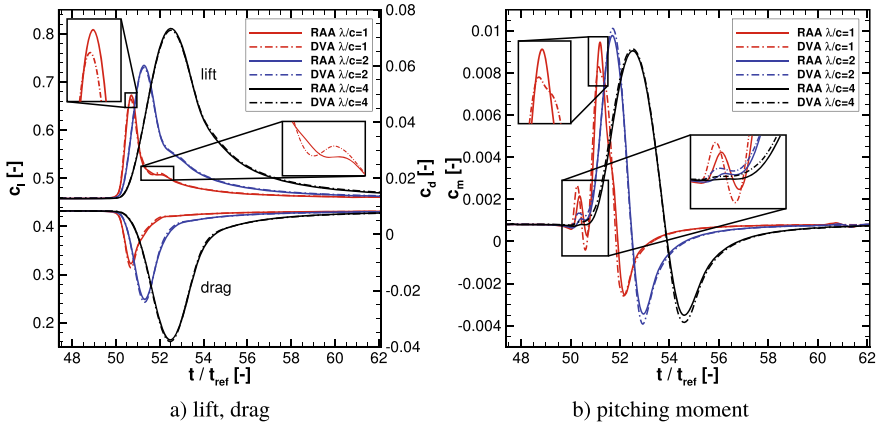 RAA λ/c=1
DVA λ/c=1
RAA λ/c=2
DVA λ/c=2
RAA λ/c=4
DVA λ/c=4
lift
drag
0.8
0.7
0.6
0.5
0.4
0.3
0.2
c_l [-]
0.08
0.06
0.04
0.02
0
-0.02
-0.04
c_d [-]
48 50 52 54 56 58 60 62
t / t_ref [-]
a) lift, drag
RAA λ/c=1
DVA λ/c=1
RAA λ/c=2
DVA λ/c=2
RAA λ/c=4
DVA λ/c=4
0.010
0.008
0.006
0.004
0.002
0
-0.002
-0.004
c_m [-]
48 50 52 54 56 58 60 62
t / t_ref [-]
b) pitching moment